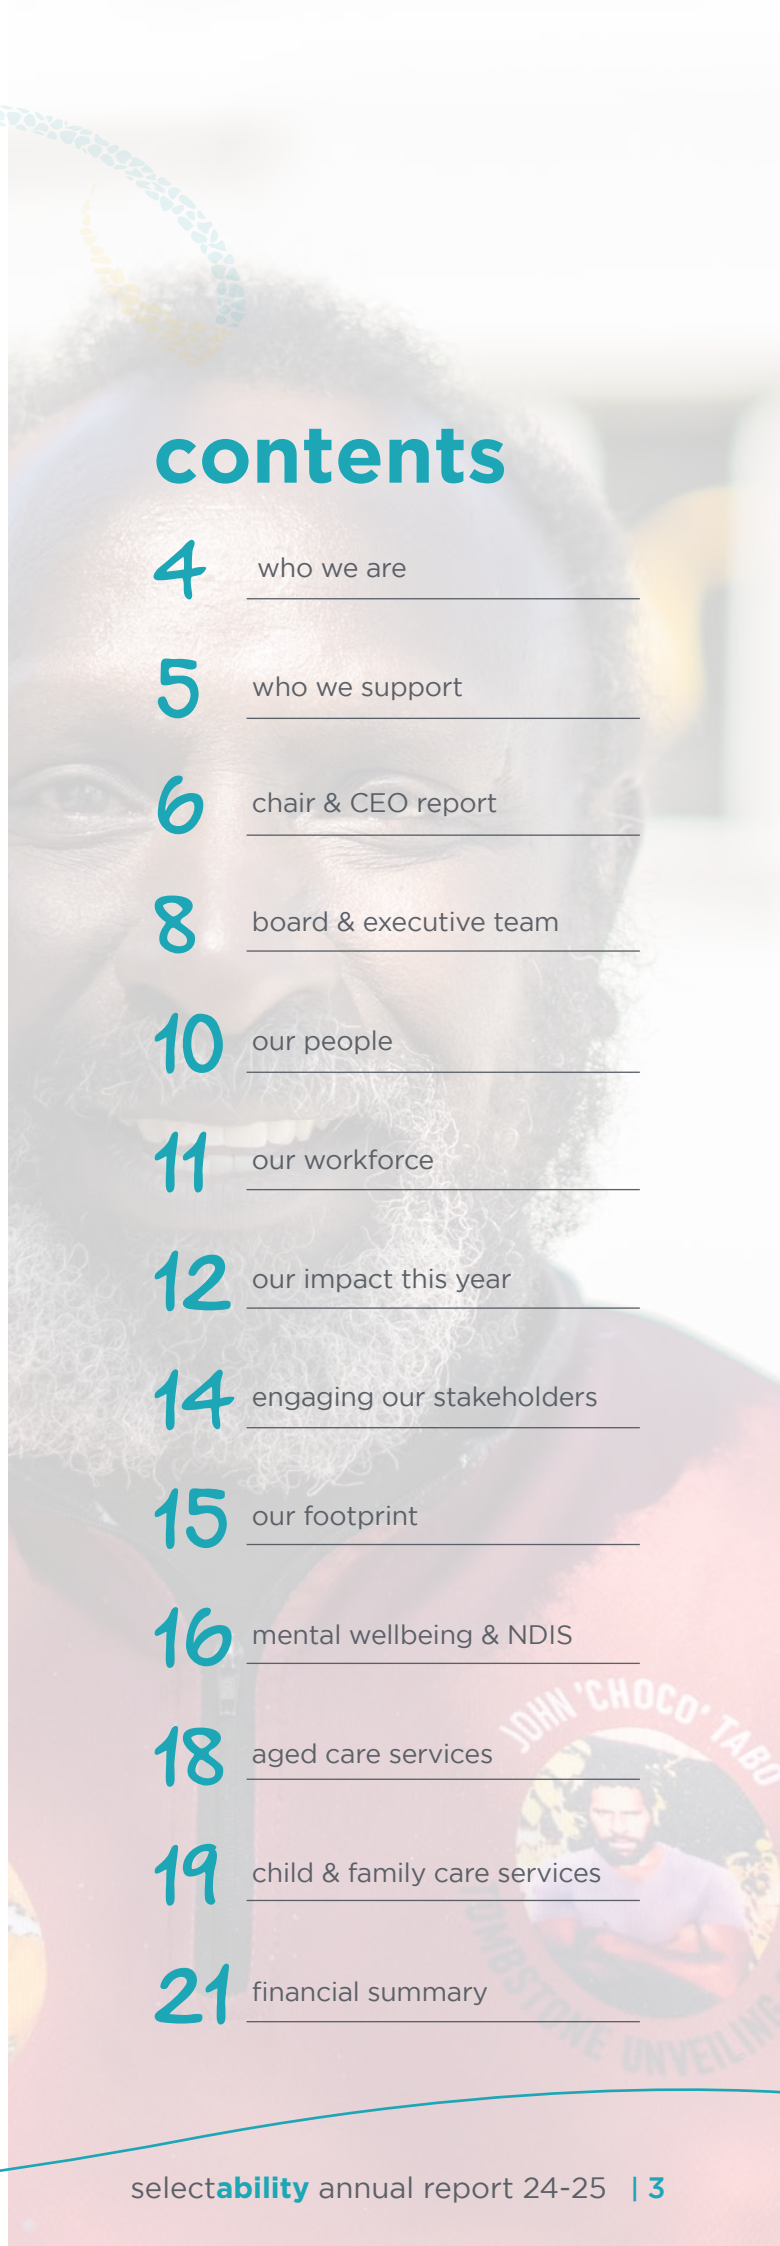 contents
4 who we are
5 who we support
6 chair & CEO report
8 board & executive team
10 our people
11 our workforce
12 our impact this year
14 engaging our stakeholders
15 our footprint
16 mental wellbeing & NDIS
18 aged care services
19 child & family care services
21 financial summary
JOHN 'CHOCO' TABO
TOMBSTONE UNVEILING
selectability annual report 24-25 | 3